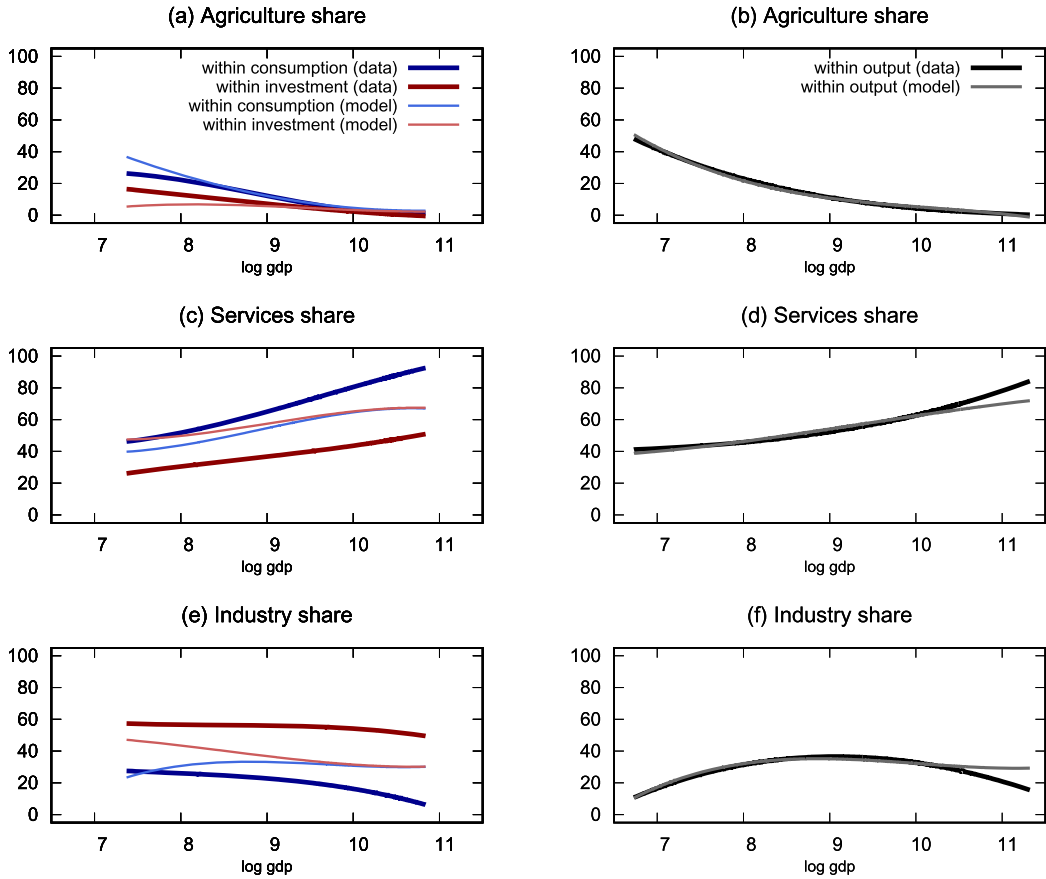 (a) Agriculture share
100
80
60
40
20
0
within consumption (data)
within investment (data)
within consumption (model)
within investment (model)
7 8 9 10 11
log gdp
(b) Agriculture share
100
80
60
40
20
0
within output (data)
within output (model)
7 8 9 10 11
log gdp
(c) Services share
100
80
60
40
20
0
7 8 9 10 11
log gdp
(d) Services share
100
80
60
40
20
0
7 8 9 10 11
log gdp
(e) Industry share
100
80
60
40
20
0
7 8 9 10 11
log gdp
(f) Industry share
100
80
60
40
20
0
7 8 9 10 11
log gdp